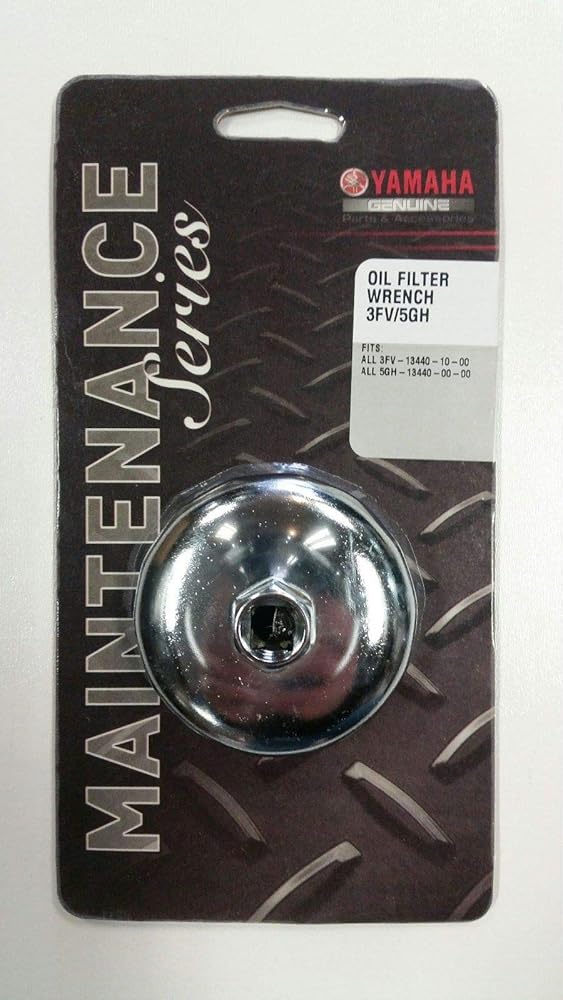 MAINTENANCE
Series
YAMAHA
GENUINE
Parts & Accessories
OIL FILTER
WRENCH
3FV/5GH
FITS:
ALL 3FV-13440-10-00
ALL 5GH-13440-00-00